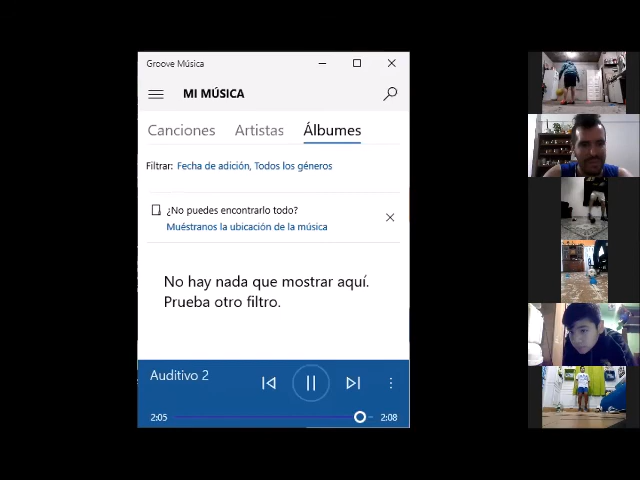 Groove Música
MI MÚSICA
Canciones Artistas Álbumes
Filtrar: Fecha de adición, Todos los géneros
¿No puedes encontrarlo todo?
Muéstranos la ubicación de la música
No hay nada que mostrar aquí.
Prueba otro filtro.
Auditivo 2
2:05 2:08